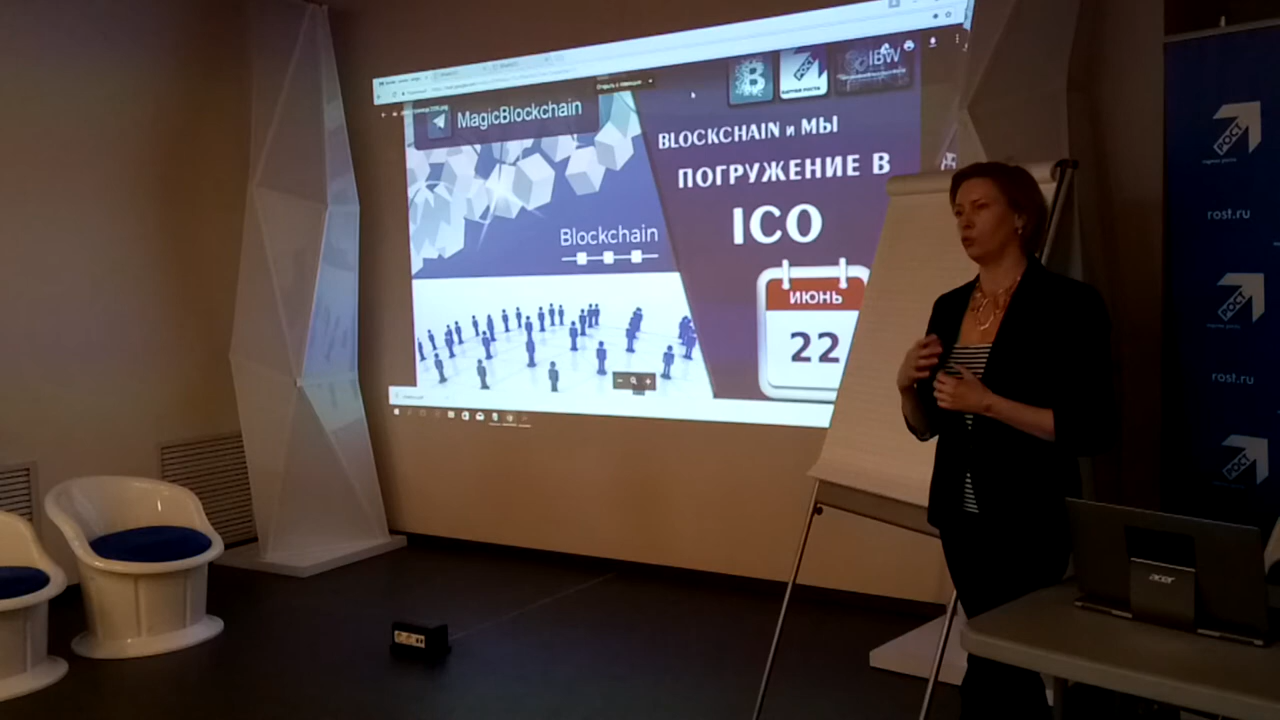 MagicBlockchain
IBW
BLOCKCHAIN и МЫ
ПОГРУЖЕНИЕ В
ICO
Blockchain
ИЮНЬ
22
РОСТ
rost.ru
РОСТ
rost.ru
РОСТ
acer